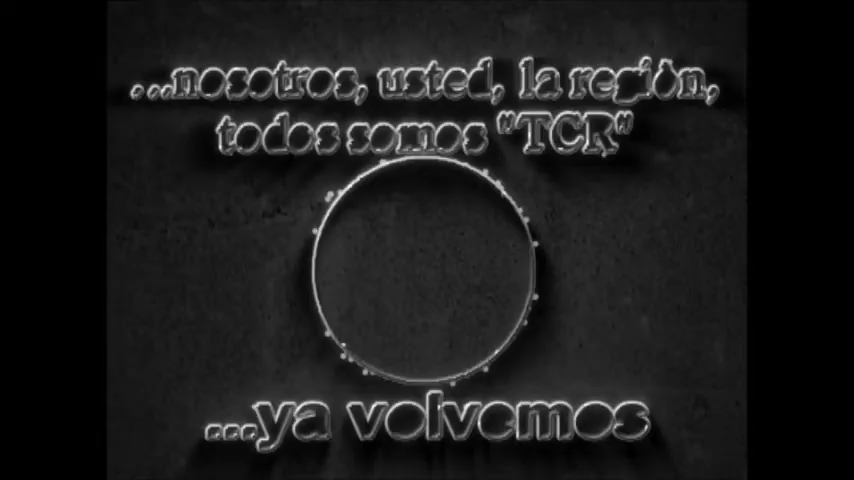 ...nosotros, usted, la región,
todos somos "TCR"
...ya volvemos